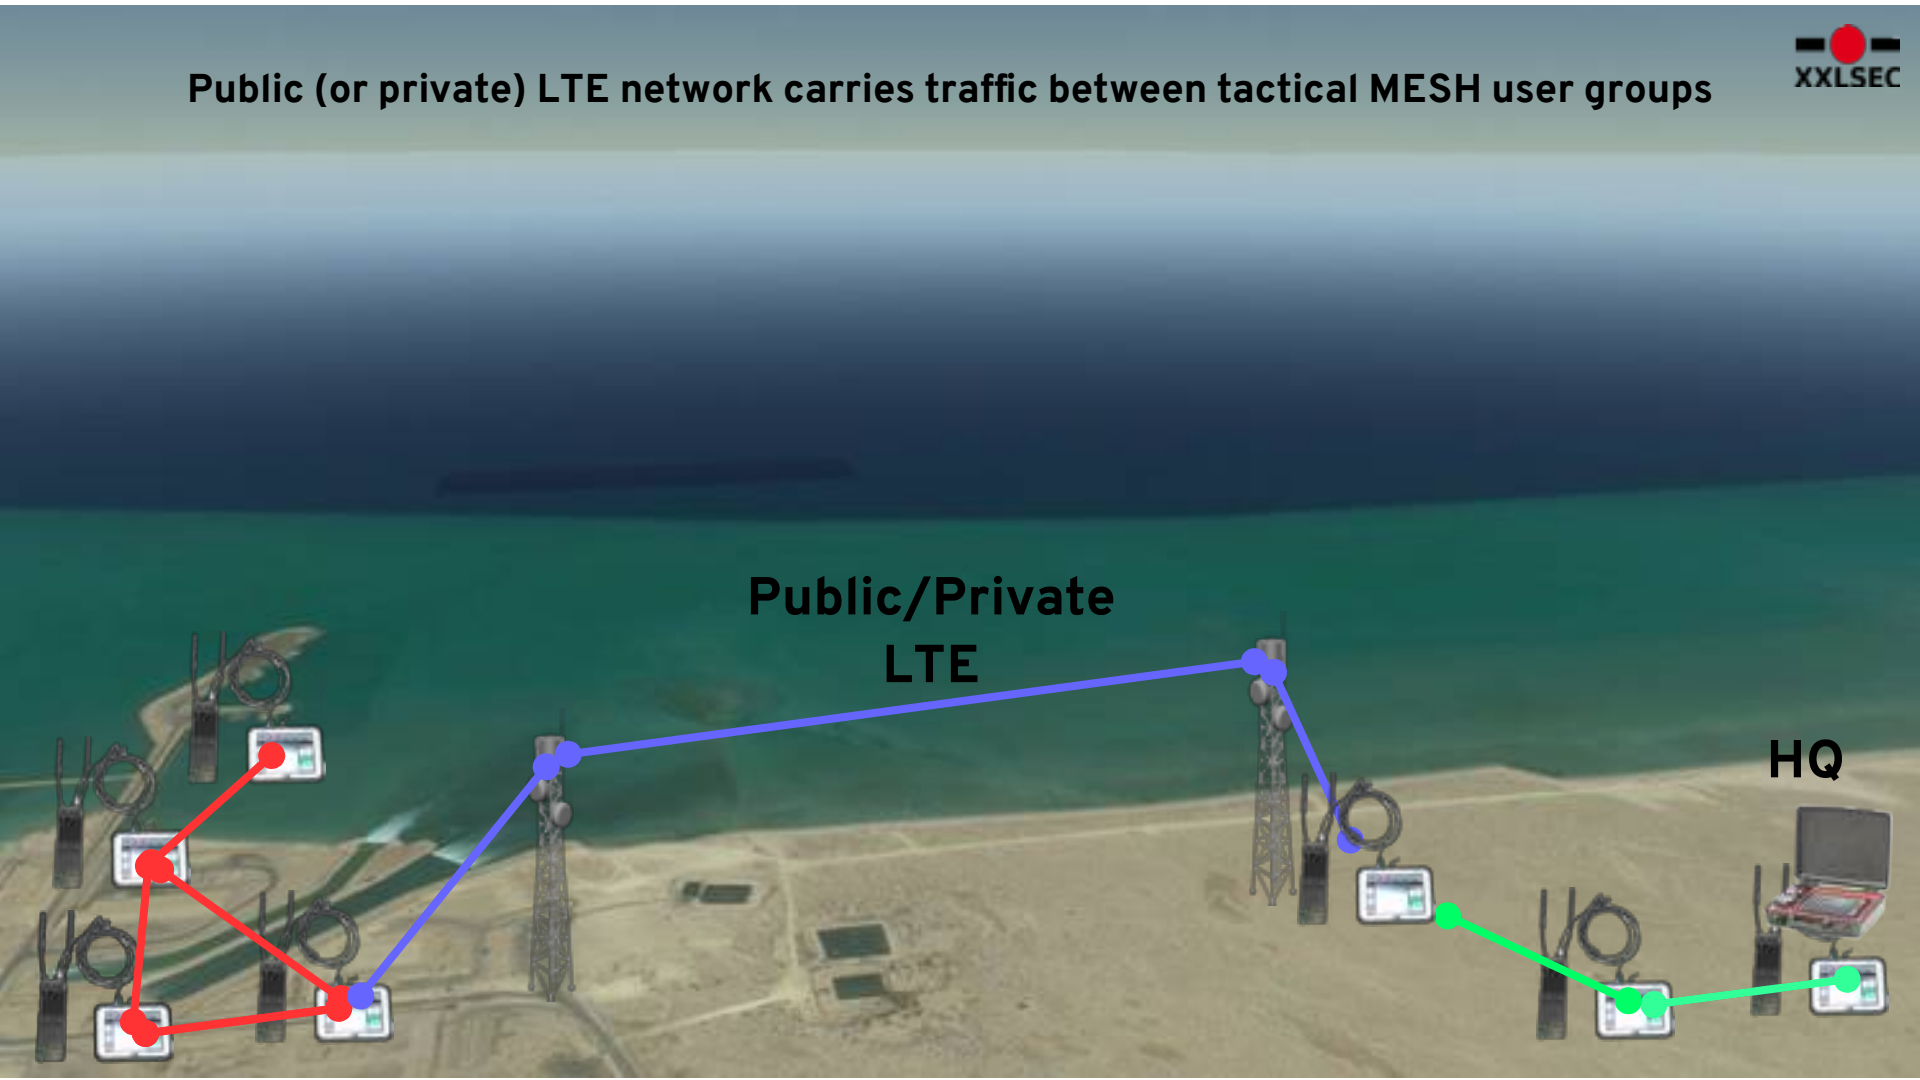 Public (or private) LTE network carries traffic between tactical MESH user groups
XXLSEC
Public/Private
LTE
HQ